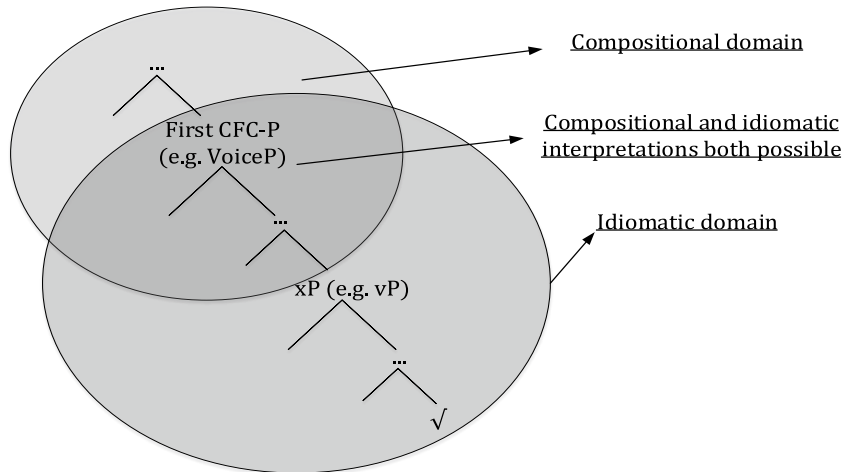 ...
Compositional domain
First CFC-P
(e.g. VoiceP)
Compositional and idiomatic
interpretations both possible
...
Idiomatic domain
xP (e.g. vP)
...
√